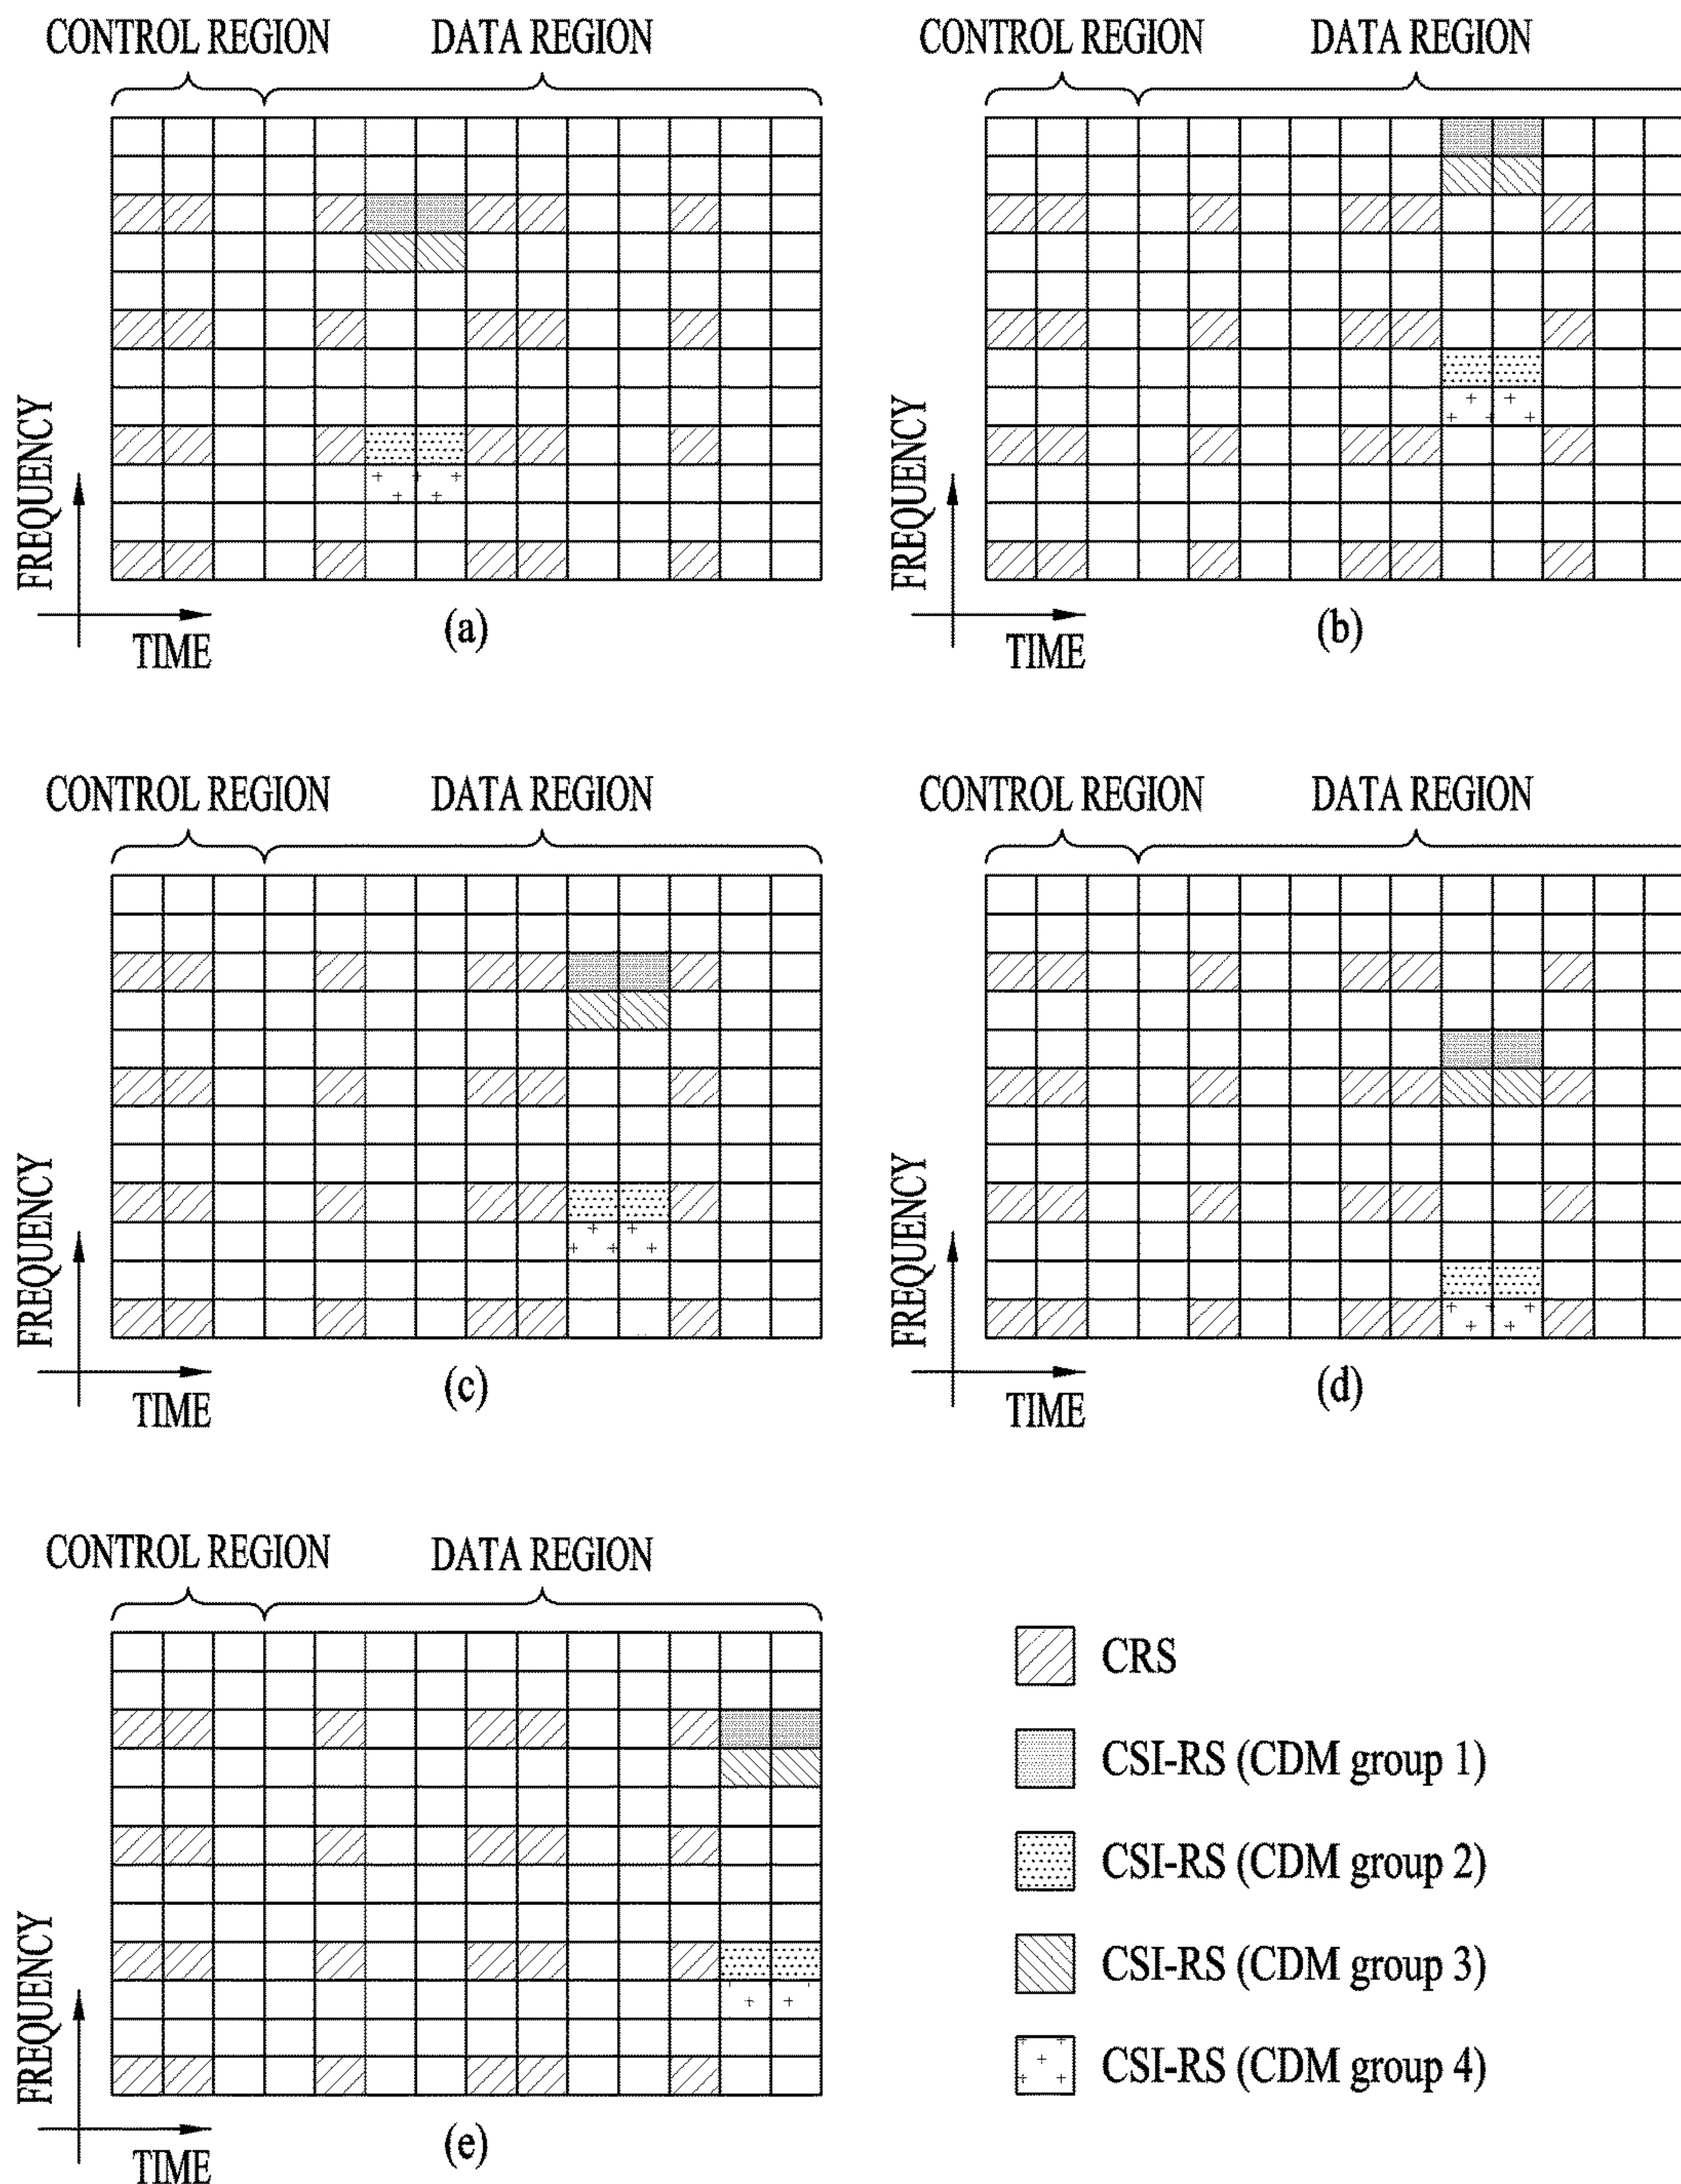 CONTROL REGION DATA REGION
FREQUENCY
TIME
(a)
CONTROL REGION DATA REGION
FREQUENCY
TIME
(b)
CONTROL REGION DATA REGION
FREQUENCY
TIME
(c)
CONTROL REGION DATA REGION
FREQUENCY
TIME
(d)
CONTROL REGION DATA REGION
FREQUENCY
TIME
(e)
CRS
CSI-RS (CDM group 1)
CSI-RS (CDM group 2)
CSI-RS (CDM group 3)
CSI-RS (CDM group 4)